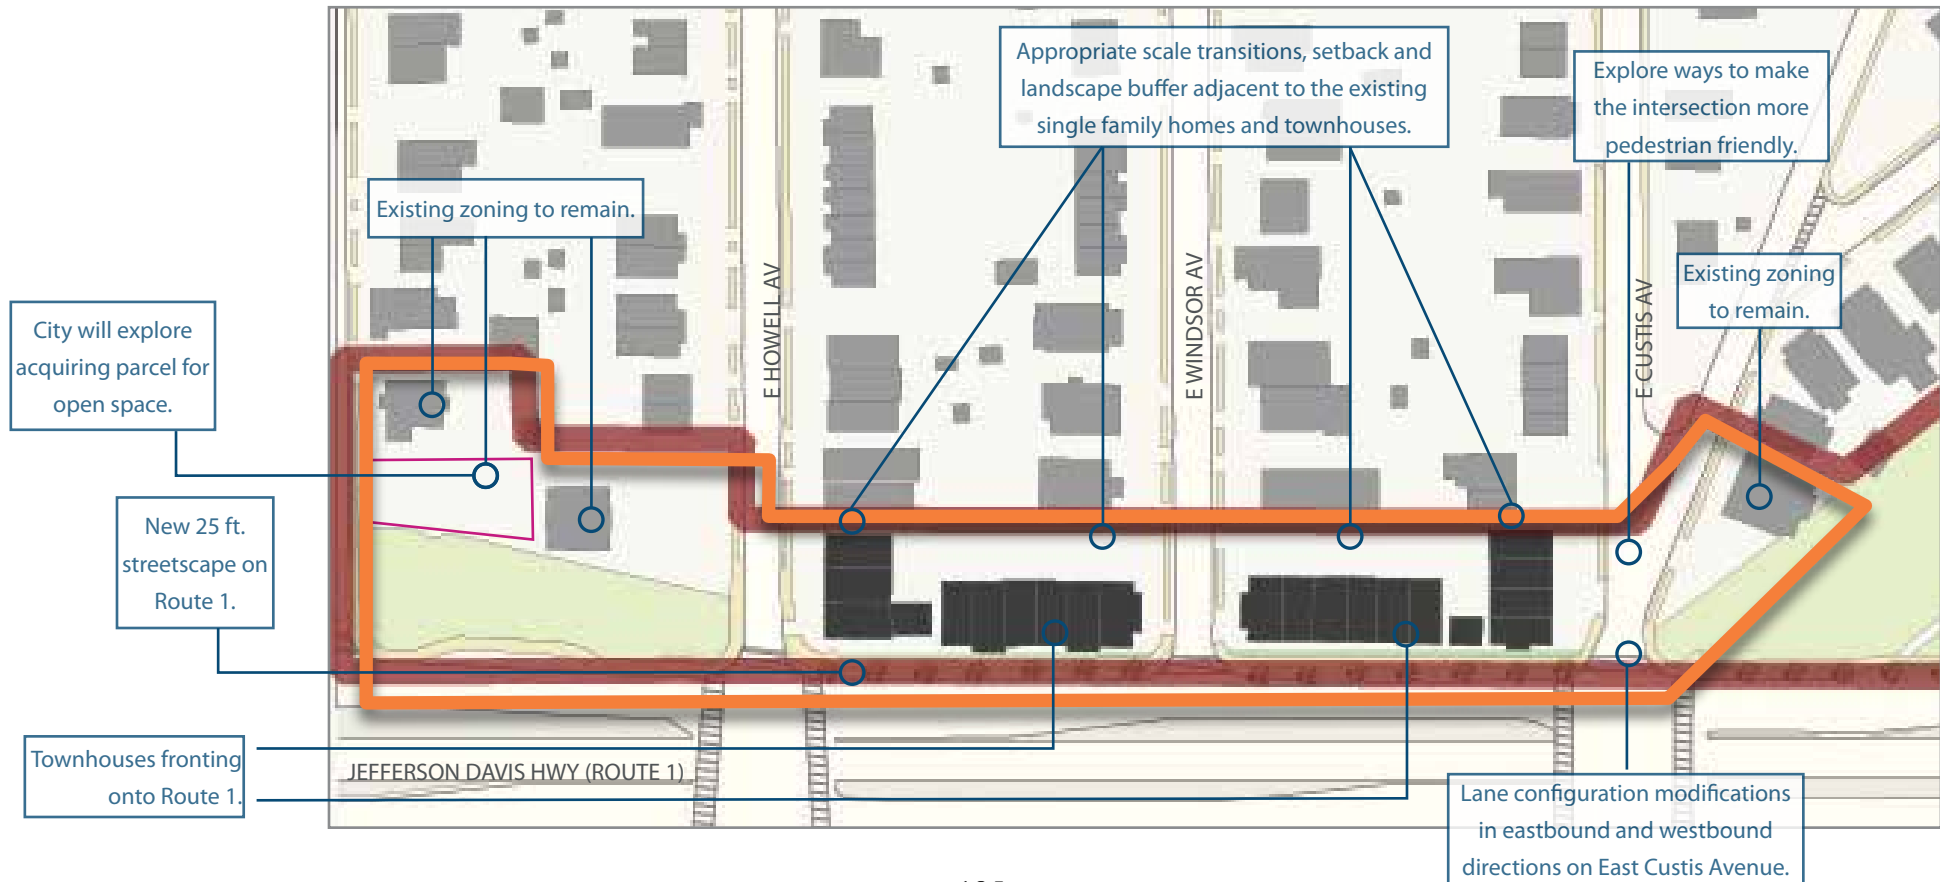 Appropriate scale transitions, setback and
landscape buffer adjacent to the existing
single family homes and townhouses.
Explore ways to make
the intersection more
pedestrian friendly.
Existing zoning to remain.
E HOWELL AV
E WINDSOR AV
E CUSTIS AV
Existing zoning
to remain.
City will explore
acquiring parcel for
open space.
New 25 ft.
streetscape on
Route 1.
Townhouses fronting
onto Route 1.
JEFFERSON DAVIS HWY (ROUTE 1)
Lane configuration modifications
in eastbound and westbound
directions on East Custis Avenue.